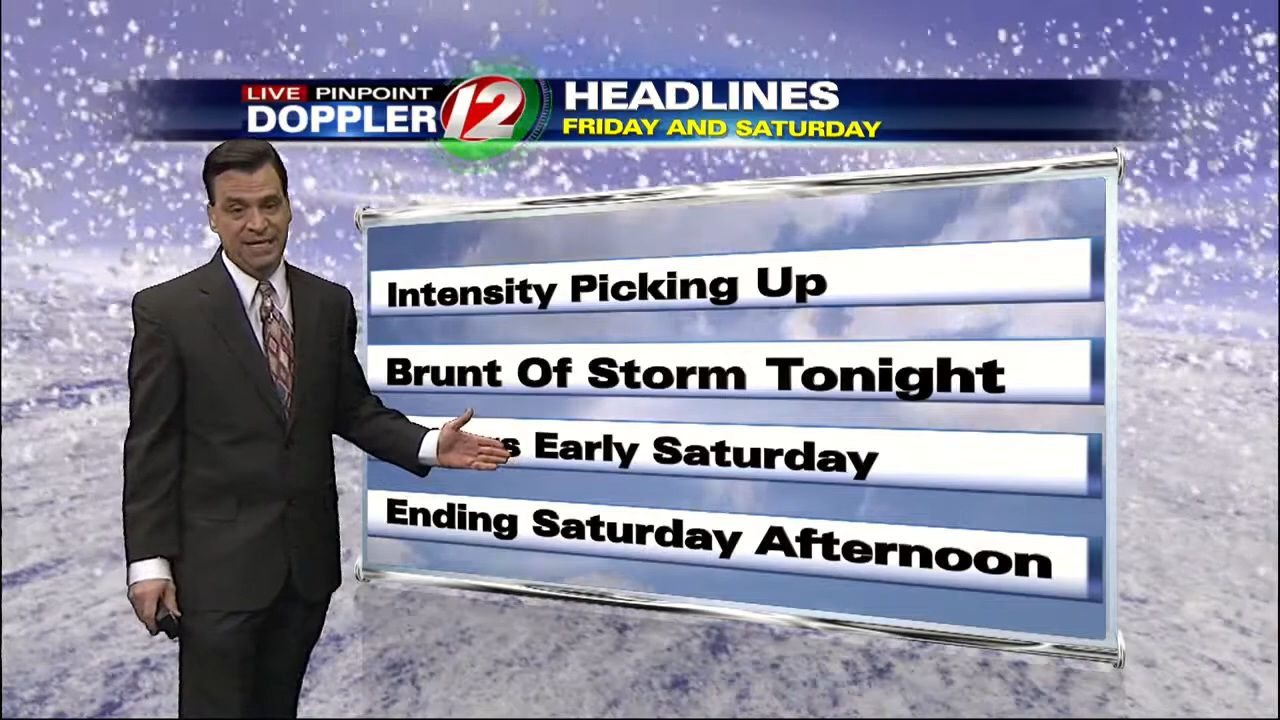 LIVE PINPOINT
DOPPLER 12
HEADLINES
FRIDAY AND SATURDAY
Intensity Picking Up
Brunt Of Storm Tonight
Early Saturday
Ending Saturday Afternoon